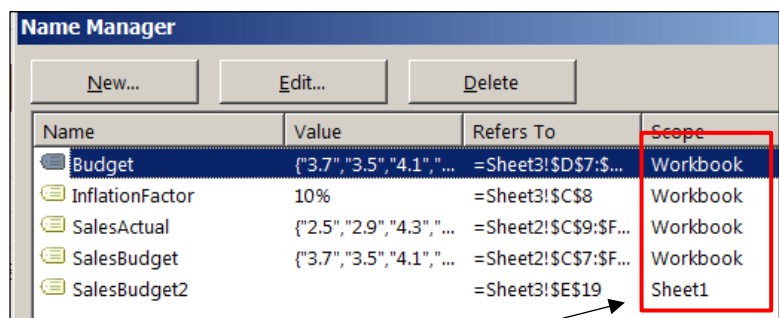 Name Manager
New... Edit... Delete
Name Value Refers To Scope
Budget {"3.7","3.5","4.1","... =Sheet3!$D$7:$... Workbook
InflationFactor 10% =Sheet3!$C$8 Workbook
SalesActual {"2.5","2.9","4.3","... =Sheet2!$C$9:$F... Workbook
SalesBudget {"3.7","3.5","4.1","... =Sheet2!$C$7:$F... Workbook
SalesBudget2 =Sheet3!$E$19 Sheet1